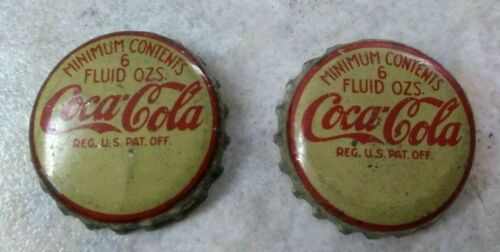 MINIMUM CONTENTS
6
FLUID OZS.
Coca-Cola
REG. U.S. PAT. OFF.
MINIMUM CONTENTS
6
FLUID OZS.
Coca-Cola
REG. U.S. PAT. OFF.